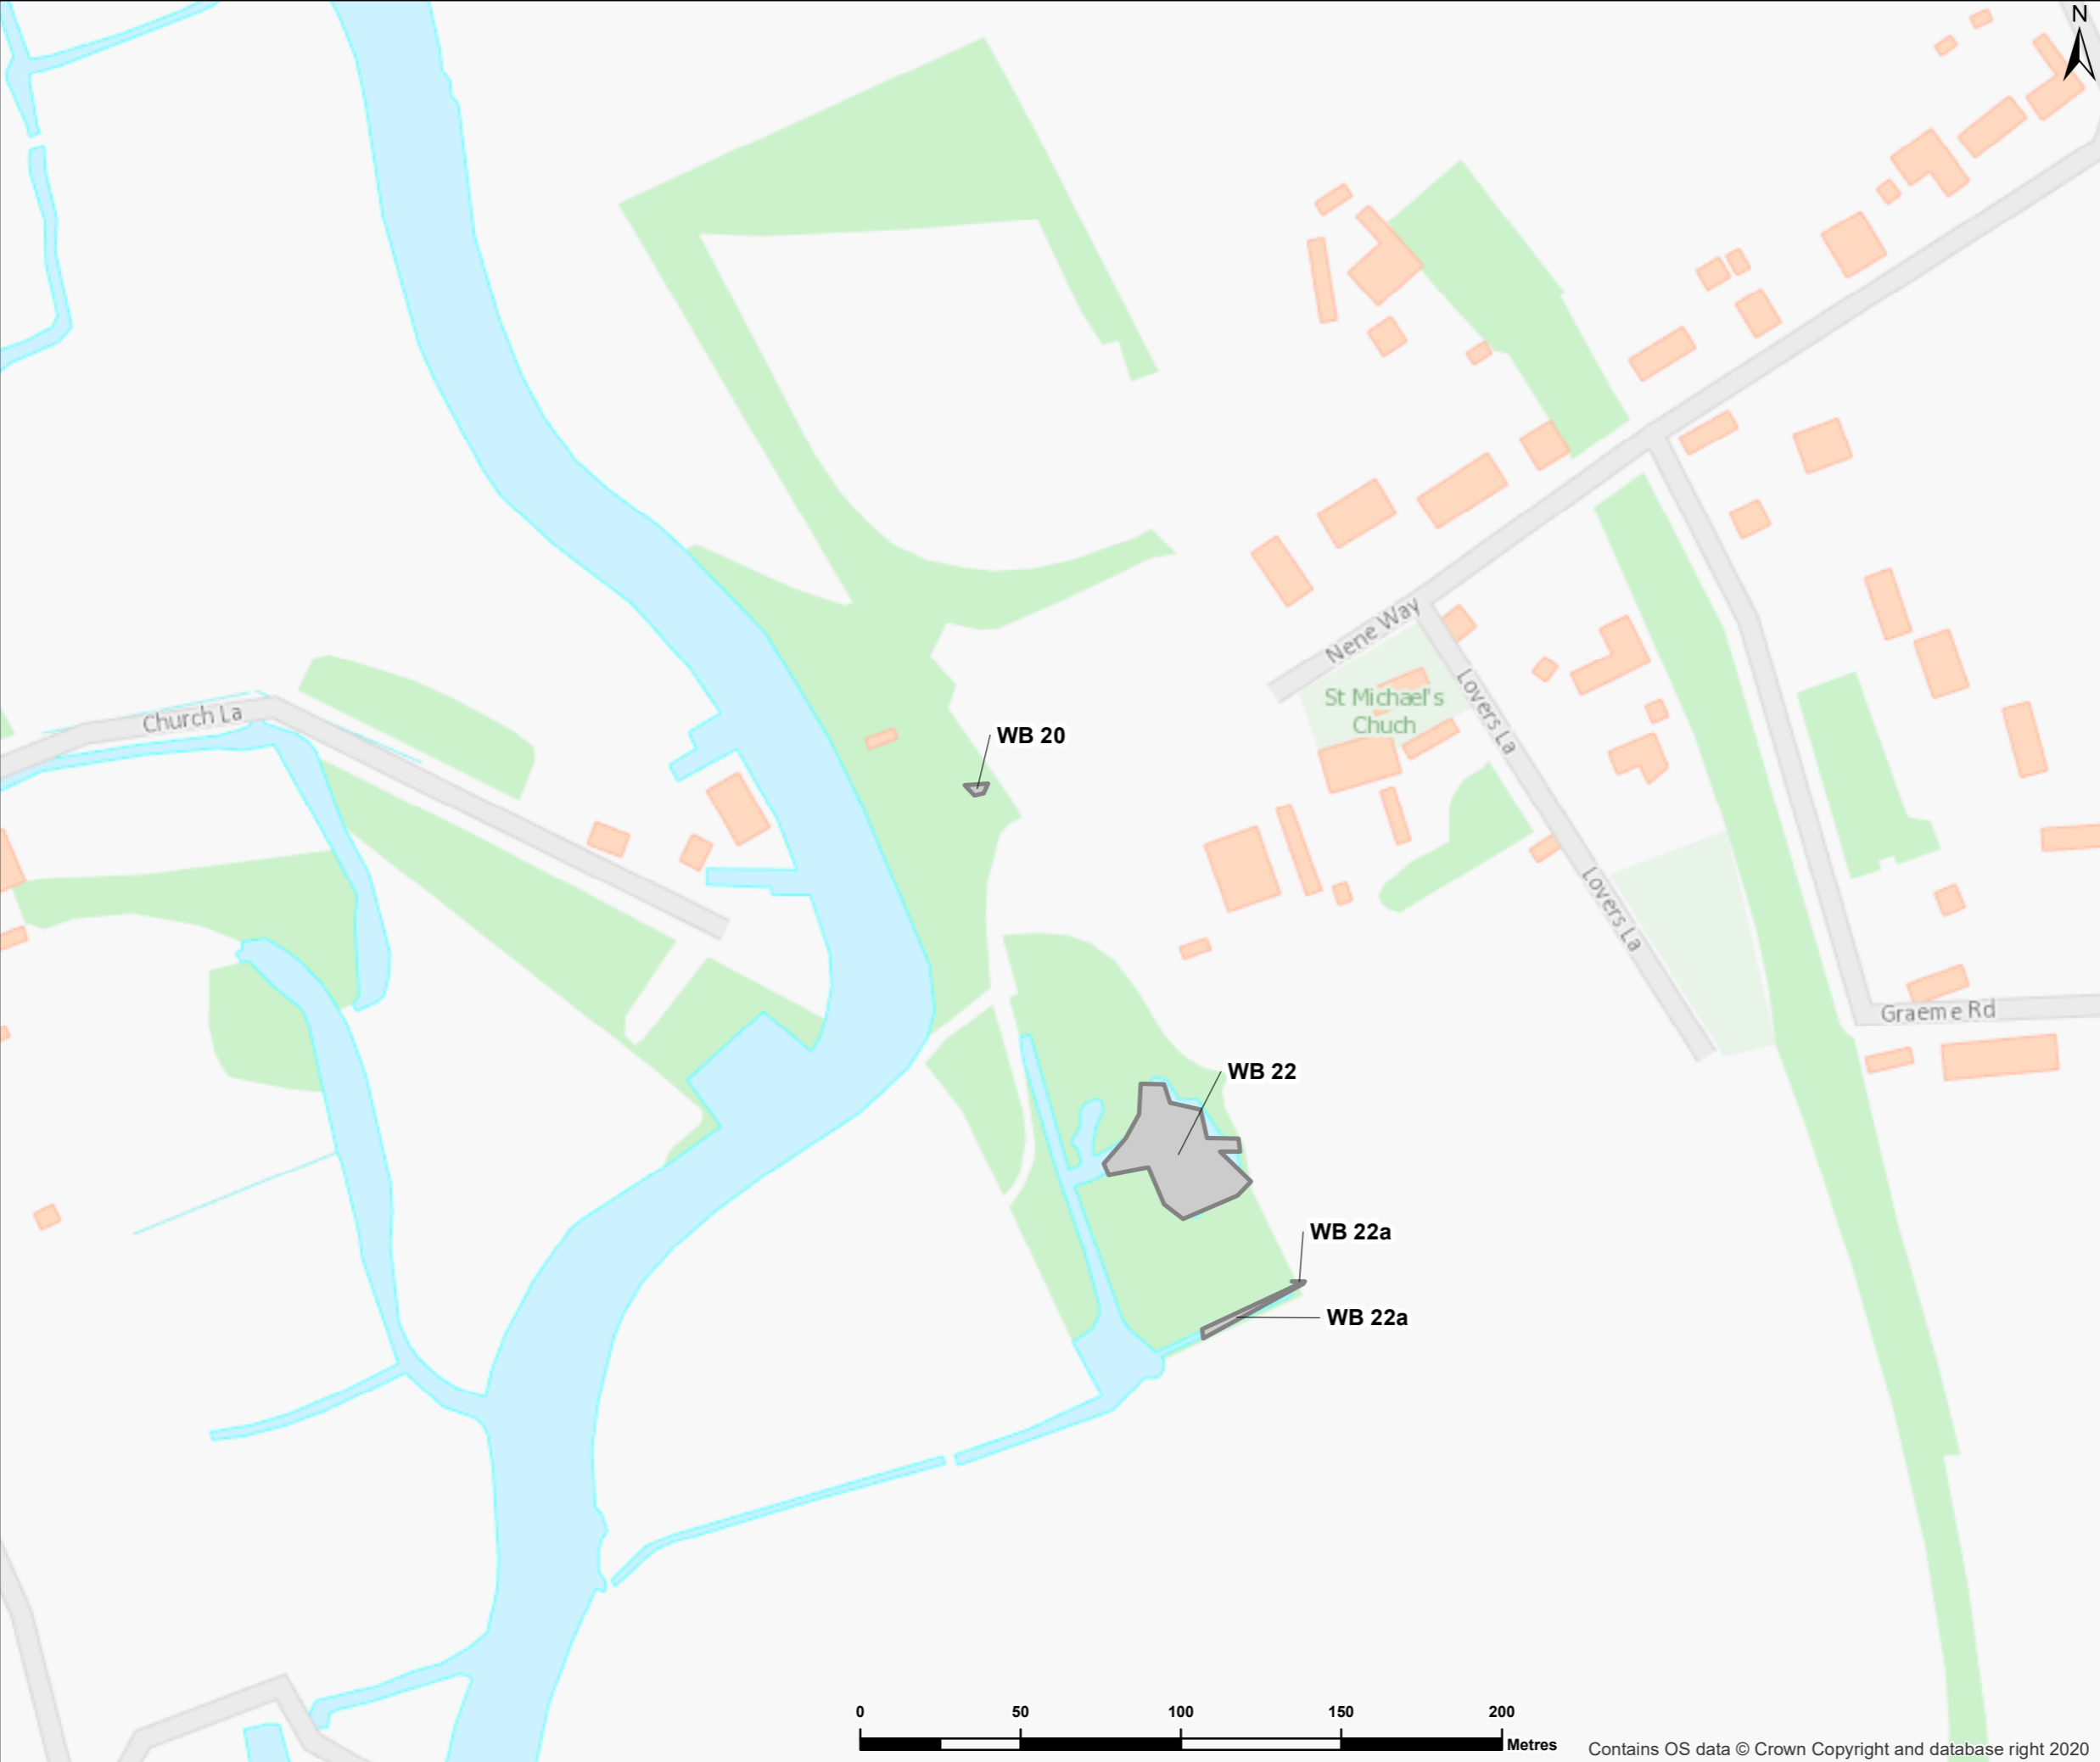 N
Nene Way
St Michael's
Chuch
Lovers La
Church La
WB 20
Lovers La
Graeme Rd
WB 22
WB 22a
WB 22a
0 50 100 150 200
Metres
Contains OS data © Crown Copyright and database right 2020